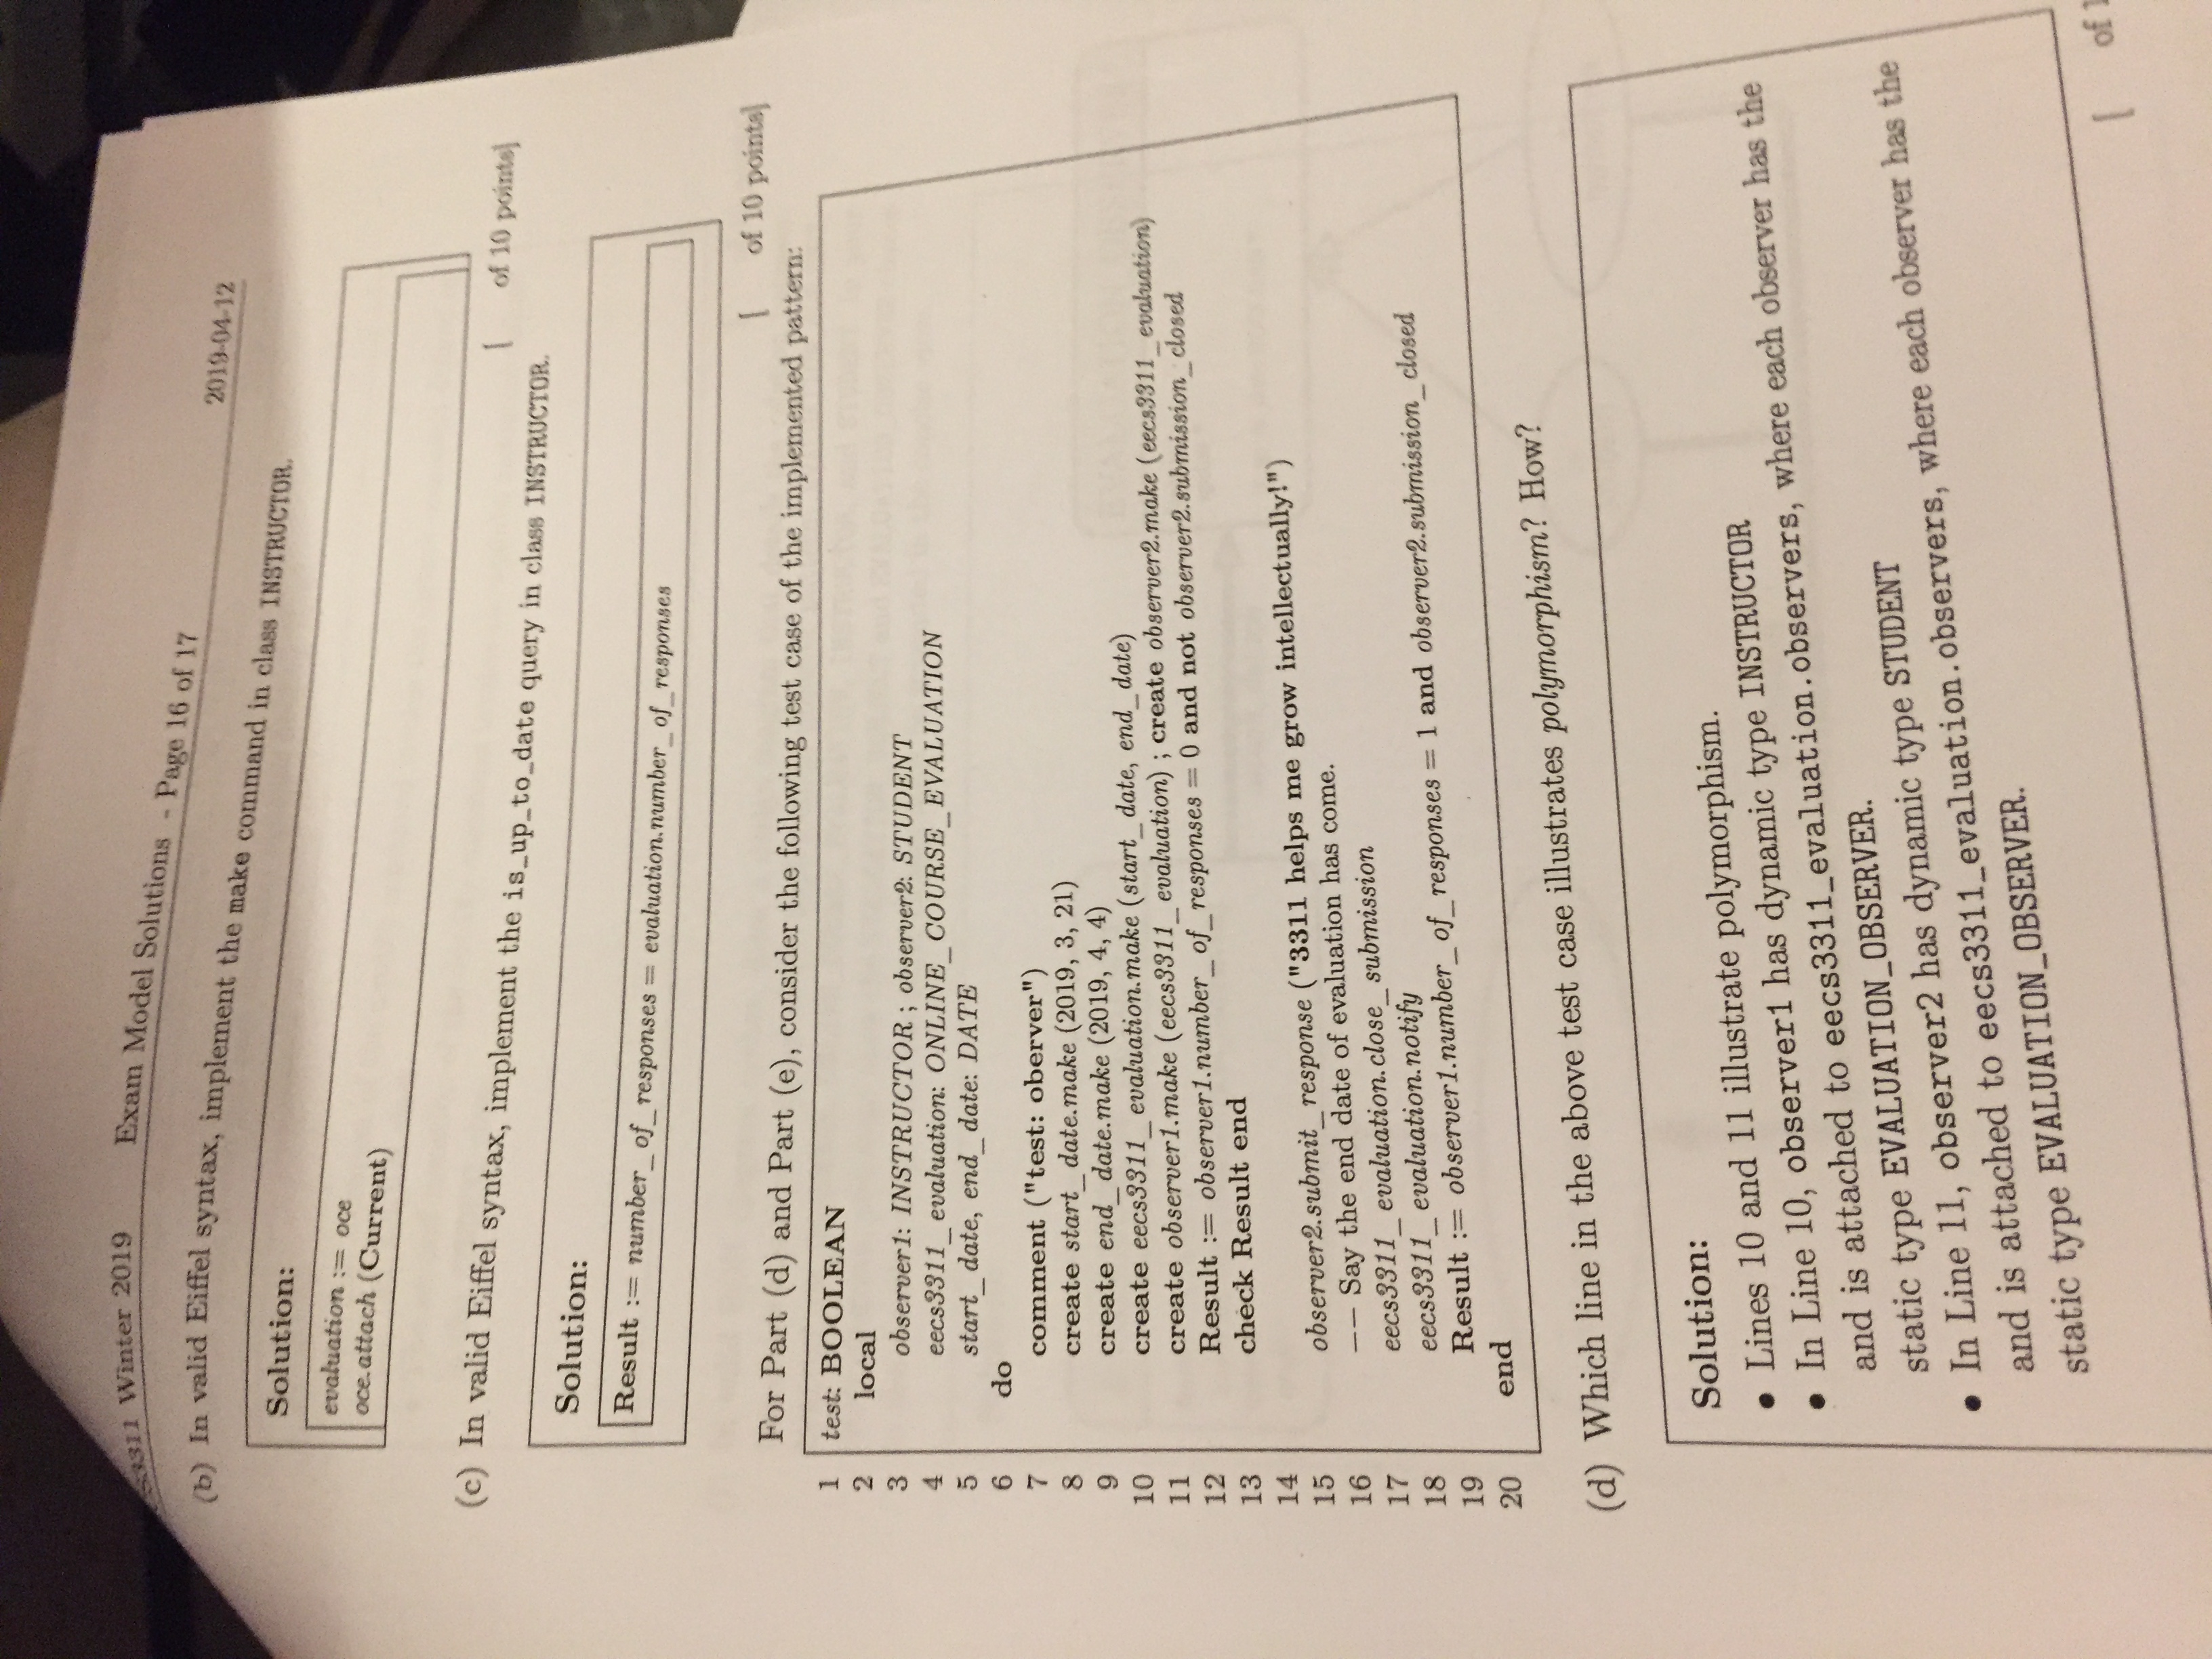 3311 Winter 2019 Exam Model Solutions - Page 16 of 17 2019-04-12
(b) In valid Eiffel syntax, implement the make command in class INSTRUCTOR.
Solution:
evaluation := oce
oce.attach (Current)
[ of 10 points]
(c) In valid Eiffel syntax, implement the is_up_to_date query in class INSTRUCTOR.
Solution:
Result := number_of_responses = evaluation.number_of_responses
[ of 10 points]
For Part (d) and Part (e), consider the following test case of the implemented pattern:
1 test: BOOLEAN
2 local
3 observer1: INSTRUCTOR ; observer2: STUDENT
4 eecs3311_evaluation: ONLINE_COURSE_EVALUATION
5 start_date, end_date: DATE
6 do
7 comment ("test: oberver")
8 create start_date.make (2019, 3, 21)
9 create end_date.make (2019, 4, 4)
10 create eecs3311_evaluation.make (start_date, end_date)
11 create observer1.make (eecs3311_evaluation) ; create observer2.make (eecs3311_evaluation)
12 Result := observer1.number_of_responses = 0 and not observer2.submission_closed
13 check Result end
14
15 observer2.submit_response ("3311 helps me grow intellectually!")
16 -- Say the end date of evaluation has come.
17 eecs3311_evaluation.close_submission
18 eecs3311_evaluation.notify
19 Result := observer1.number_of_responses = 1 and observer2.submission_closed
20 end
(d) Which line in the above test case illustrates polymorphism? How?
Solution:
• Lines 10 and 11 illustrate polymorphism.
• In Line 10, observer1 has dynamic type INSTRUCTOR
and is attached to eecs3311_evaluation.observers, where each observer has the
static type EVALUATION_OBSERVER.
• In Line 11, observer2 has dynamic type STUDENT
and is attached to eecs3311_evaluation.observers, where each observer has the
static type EVALUATION_OBSERVER.
[ of